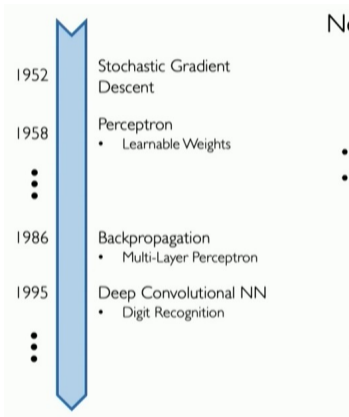 Ne
1952
Stochastic Gradient
Descent
1958
Perceptron
• Learnable Weights
1986
Backpropagation
• Multi-Layer Perceptron
1995
Deep Convolutional NN
• Digit Recognition